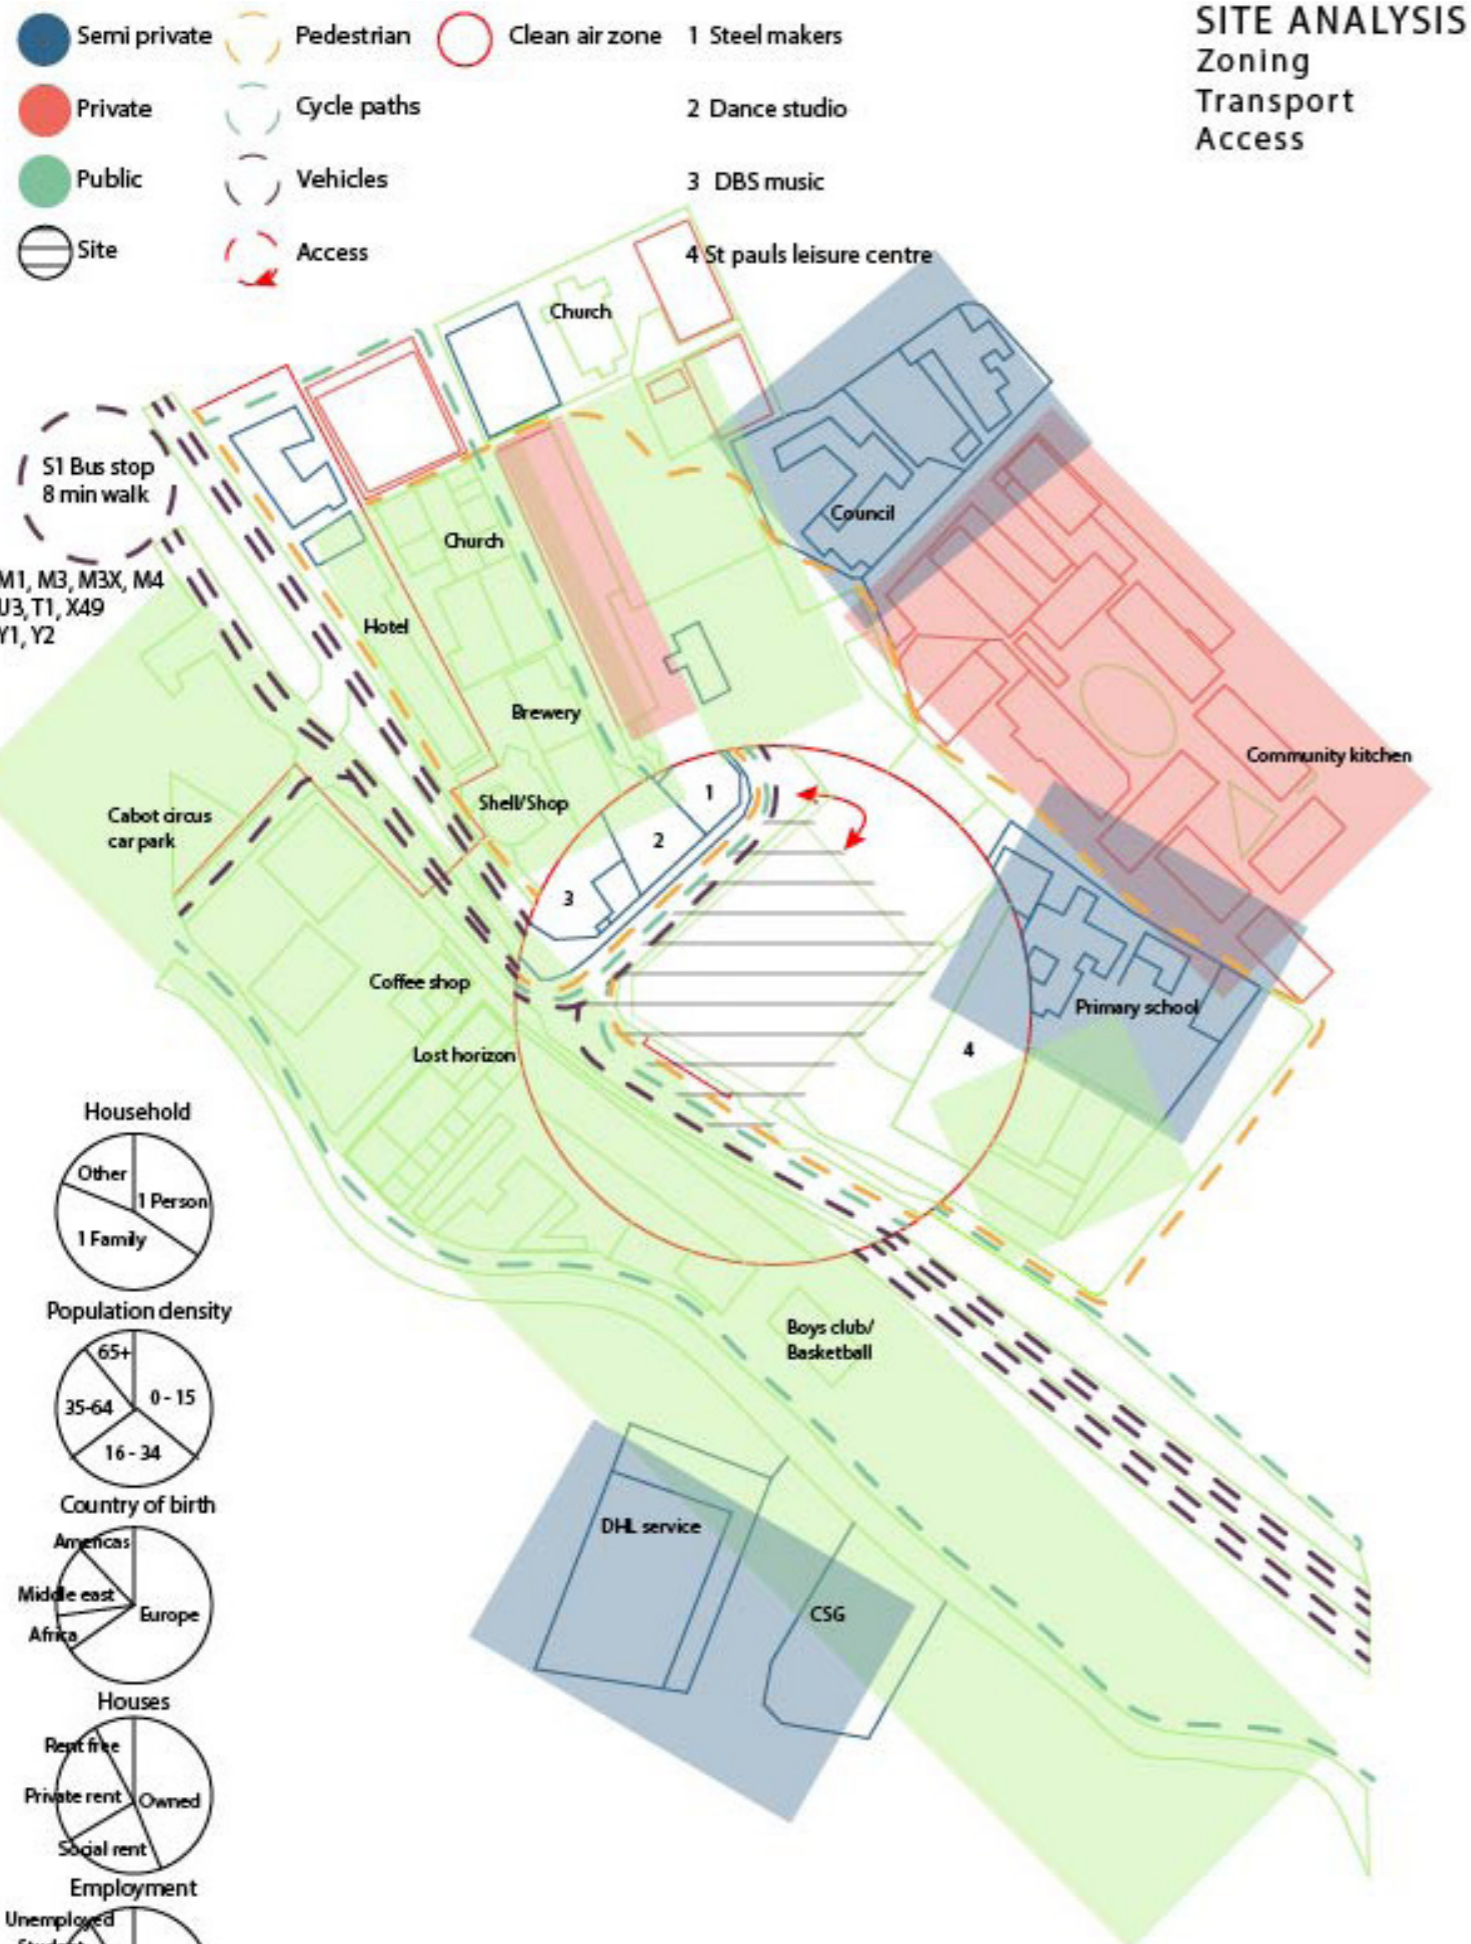 SITE ANALYSIS
Zoning
Transport
Access
Semi private
Pedestrian
Clean air zone
1 Steel makers
Private
Cycle paths
2 Dance studio
Public
Vehicles
3 DBS music
Site
Access
4 St pauls leisure centre
Church
S1 Bus stop
8 min walk
M1, M3, M3X, M4
U3, T1, X49
Y1, Y2
Council
Church
Hotel
Brewery
Community kitchen
Shell/Shop
Cabot circus
car park
1
2
3
Coffee shop
Primary school
Lost horizon
4
Boys club/
Basketball
DHL service
CSG
Household
Other
1 Person
1 Family
Population density
65+
0 - 15
35-64
16 - 34
Country of birth
Americas
Middle east
Europe
Africa
Houses
Rent free
Private rent
Owned
Social rent
Employment
Unemployed